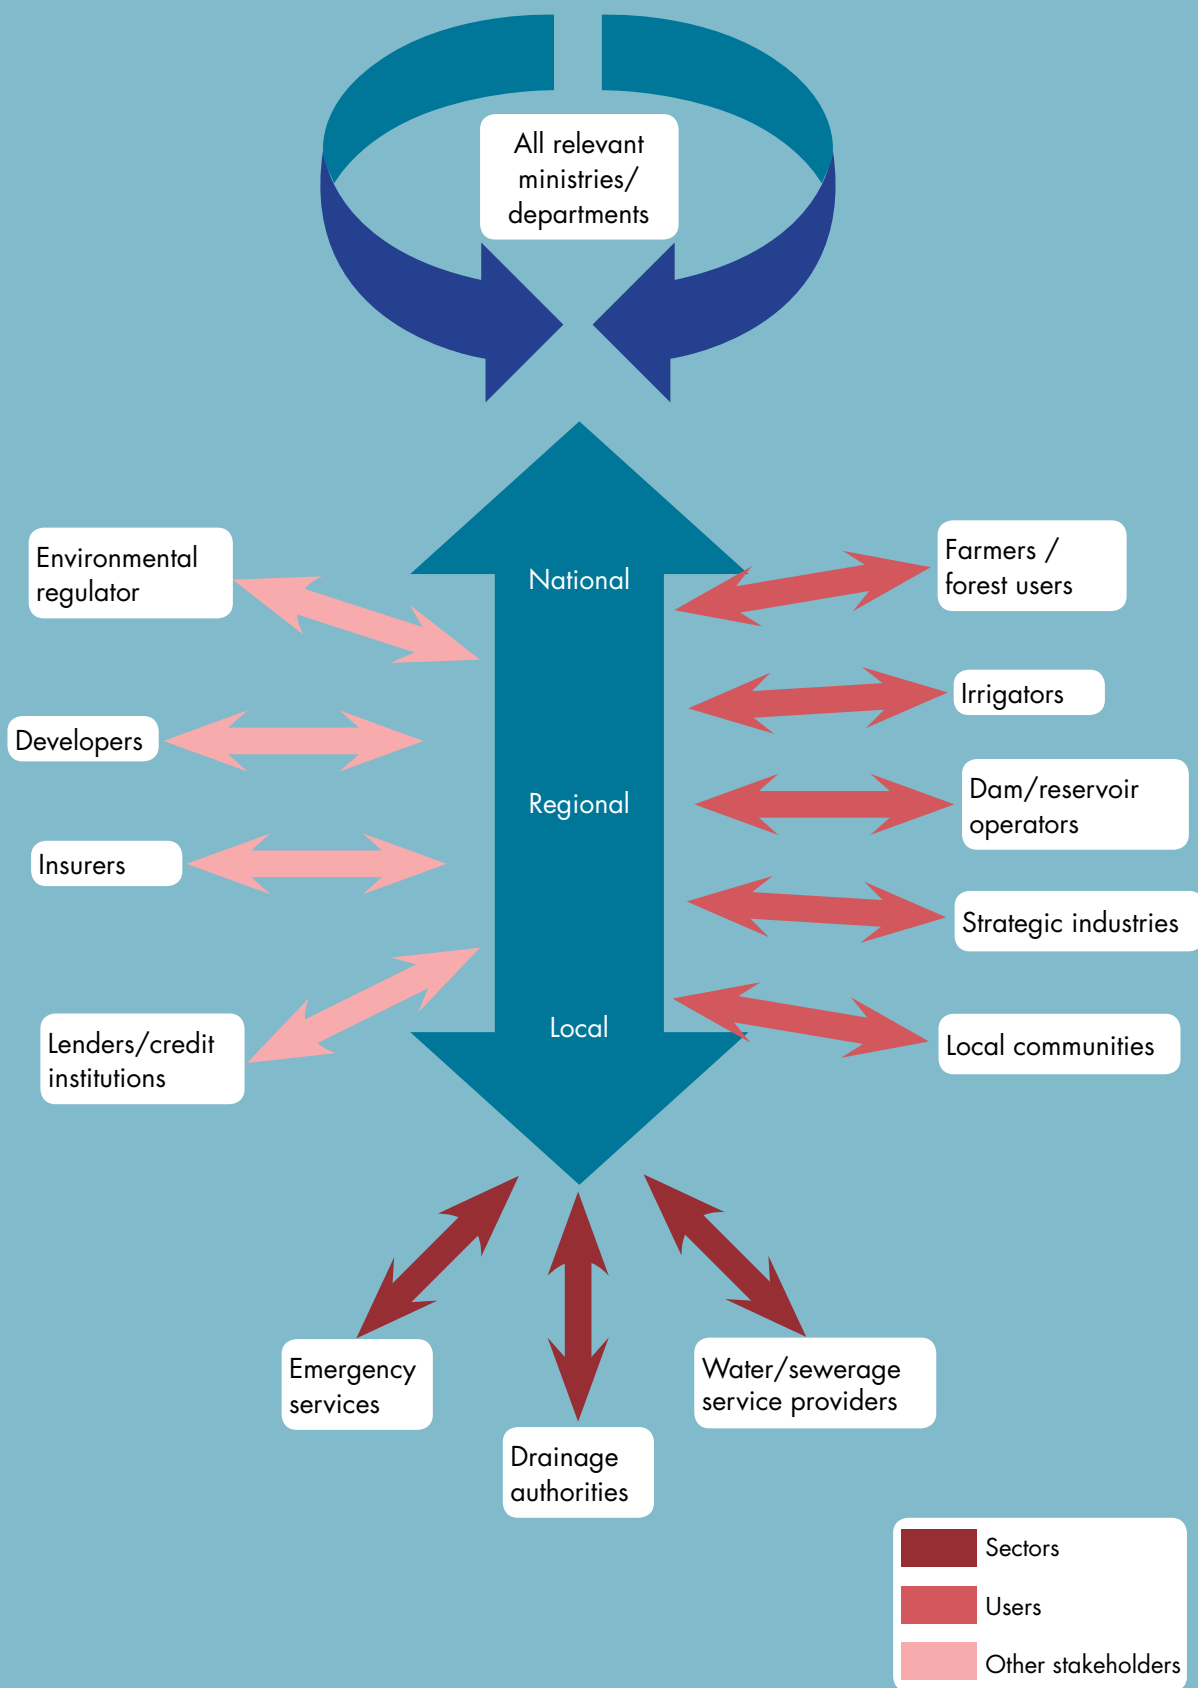 All relevant
ministries/
departments
Environmental
regulator
Developers
Insurers
Lenders/credit
institutions
National
Regional
Local
Farmers /
forest users
Irrigators
Dam/reservoir
operators
Strategic industries
Local communities
Emergency
services
Drainage
authorities
Water/sewerage
service providers
Sectors
Users
Other stakeholders